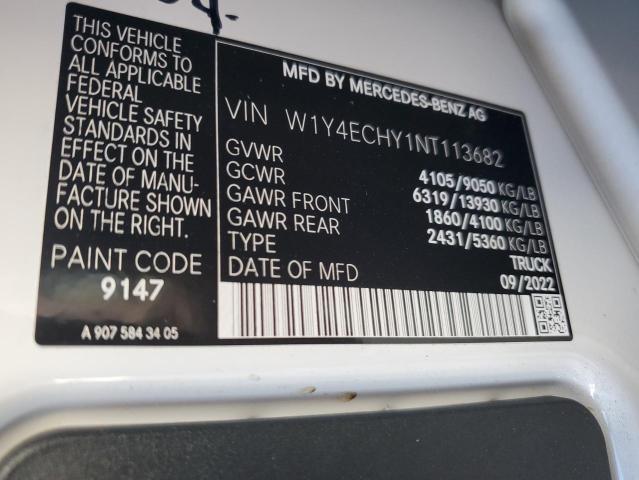 04-
THIS VEHICLE
CONFORMS TO
ALL APPLICABLE
FEDERAL
VEHICLE SAFETY
STANDARDS IN
EFFECT ON THE
DATE OF MANU-
FACTURE SHOWN
ON THE RIGHT.
PAINT CODE
9147
A 907 584 34 05
MFD BY MERCEDES-BENZ AG
VIN W1Y4ECHY1NT113682
GVWR 4105/9050 KG/LB
GCWR 6319/13930 KG/LB
GAWR FRONT 1860/4100 KG/LB
GAWR REAR 2431/5360 KG/LB
TYPE TRUCK
DATE OF MFD 09/2022